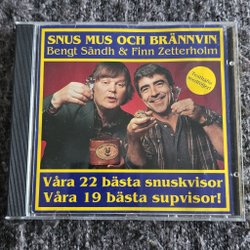 SNUS MUS OCH BRÄNNVIN
Bengt Sändh & Finn Zetterholm
Våra 22 bästa snuskvisor
Våra 19 bästa supvisor!